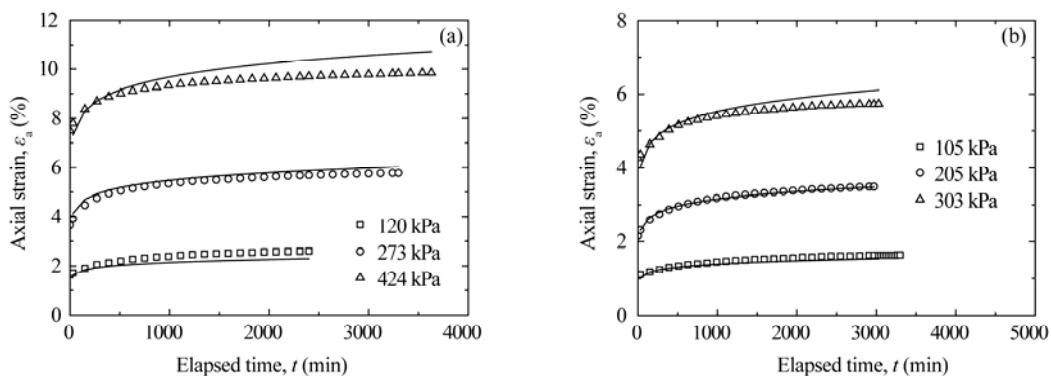 (a)
12
10
8
6
4
2
0
Axial strain, εa (%)
120 kPa
273 kPa
424 kPa
0 1000 2000 3000 4000
Elapsed time, t (min)
(b)
8
6
4
2
0
Axial strain, εa (%)
105 kPa
205 kPa
303 kPa
0 1000 2000 3000 4000 5000
Elapsed time, t (min)